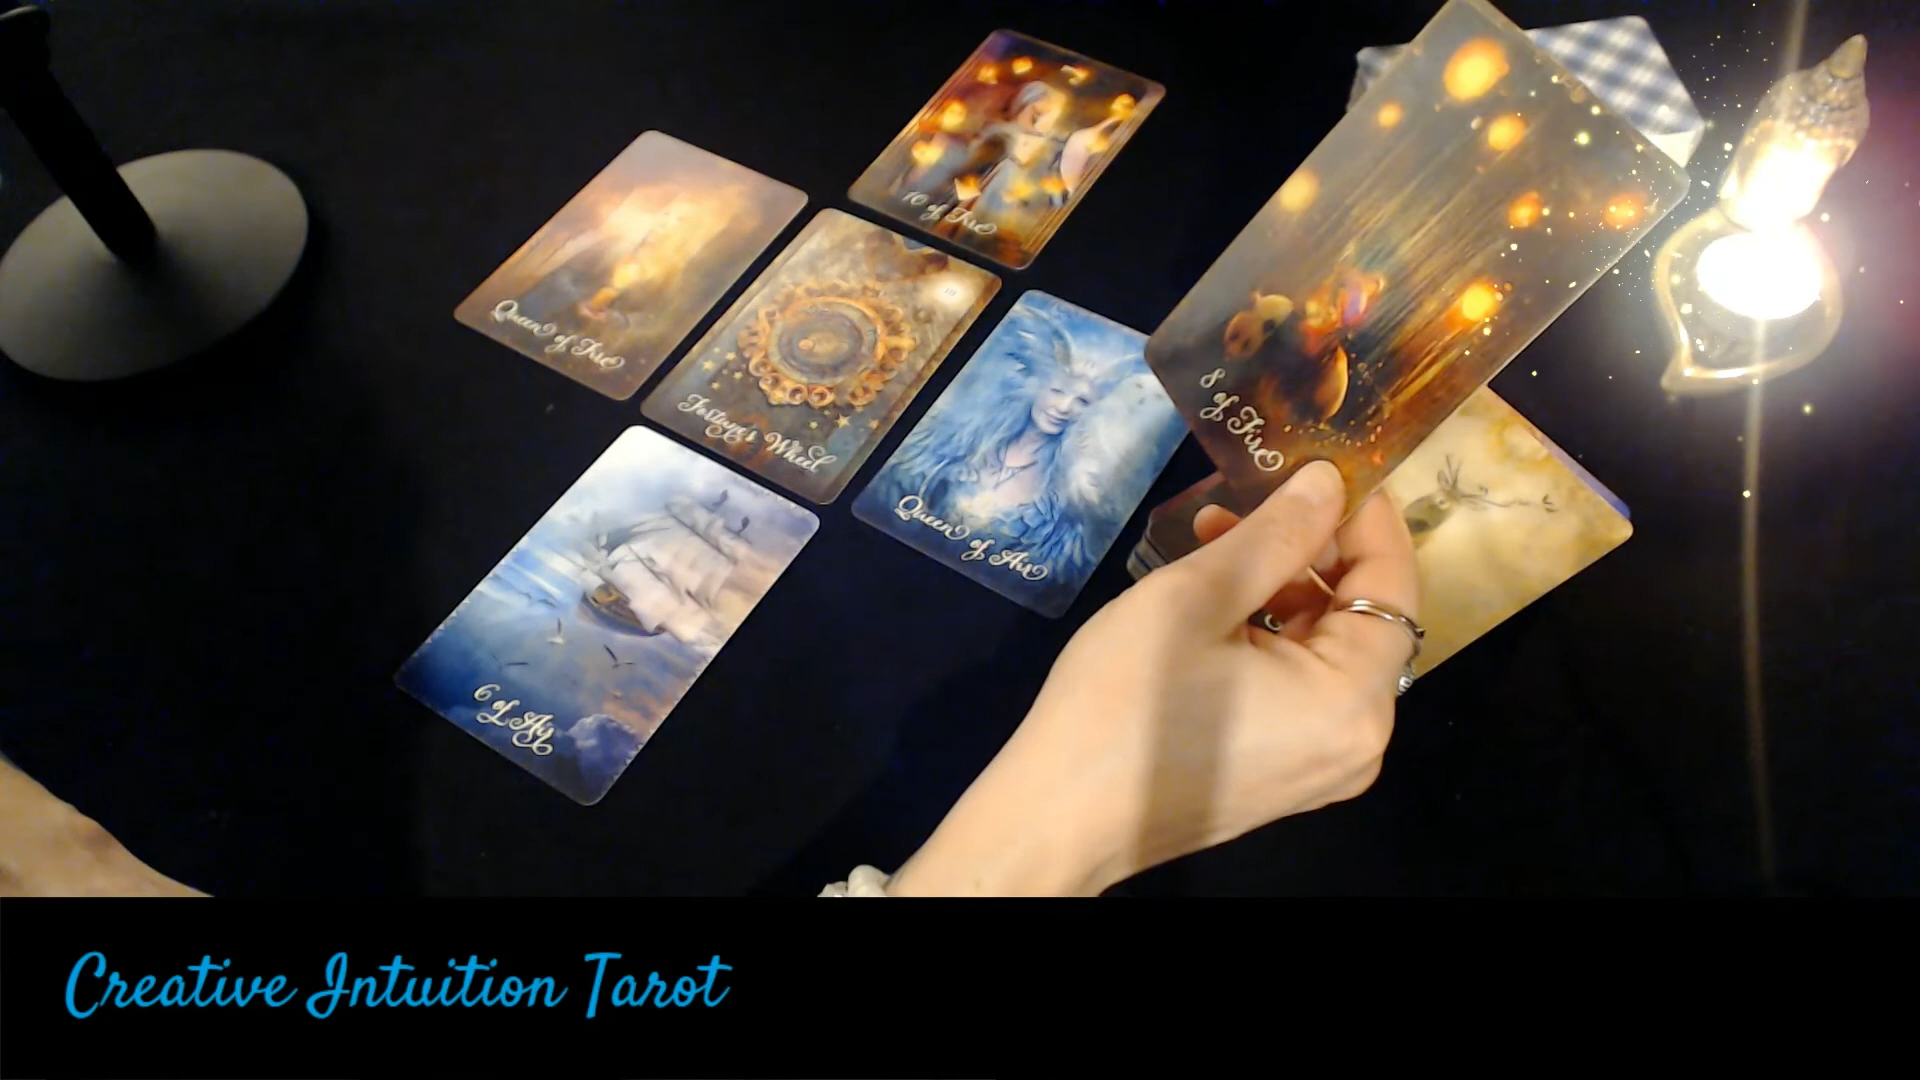 10 of Fire
Queen of Fire
Fortune's Wheel
10
Queen of Air
8 of Fire
6 of Air
Creative Intuition Tarot